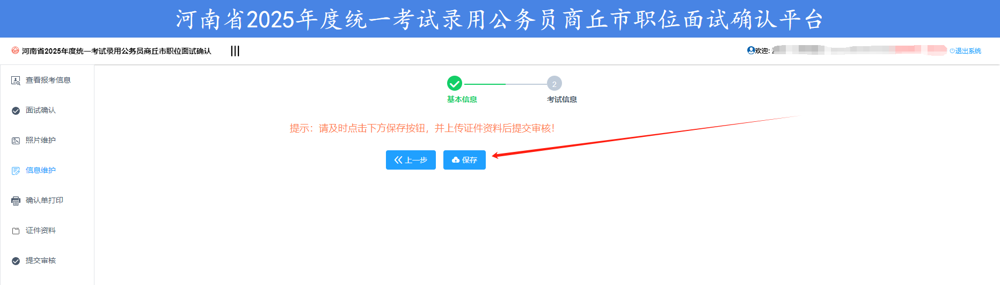 河南省2025年度统一考试录用公务员商丘市职位面试确认平台
河南省2025年度统一考试录用公务员商丘市职位面试确认
欢迎:
退出系统
查看报考信息
面试确认
照片维护
信息维护
确认单打印
证件资料
提交审核
2
基本信息
考试信息
提示：请及时点击下方保存按钮，并上传证件资料后提交审核！
上一步
保存